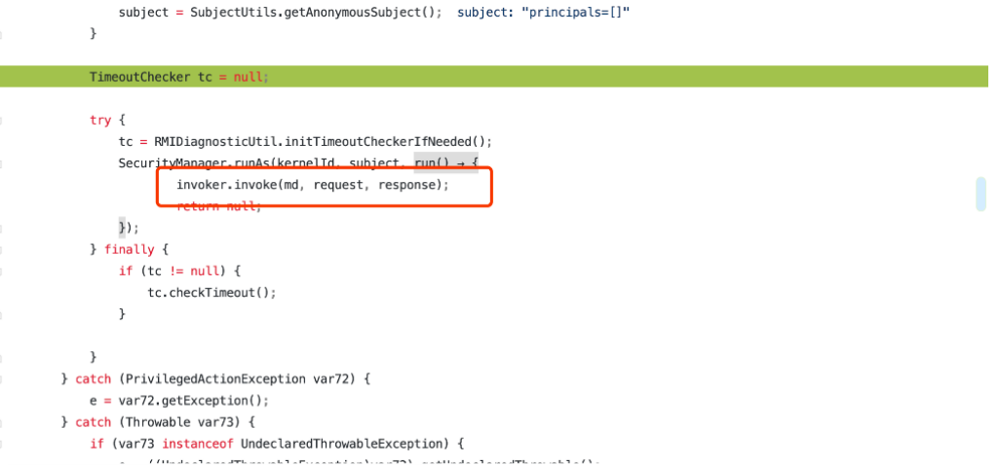 subject = SubjectUtils.getAnonymousSubject();  subject: "principals=[]"
}
TimeoutChecker tc = null;
try {
tc = RMIDiagnosticUtil.initTimeoutCheckerIfNeeded();
SecurityManager.runAs(kernelId, subject, run() → {
invoker.invoke(md, request, response);
return null;
});
} finally {
if (tc != null) {
tc.checkTimeout();
}
}
} catch (PrivilegedActionException var72) {
e = var72.getException();
} catch (Throwable var73) {
if (var73 instanceof UndeclaredThrowableException) {